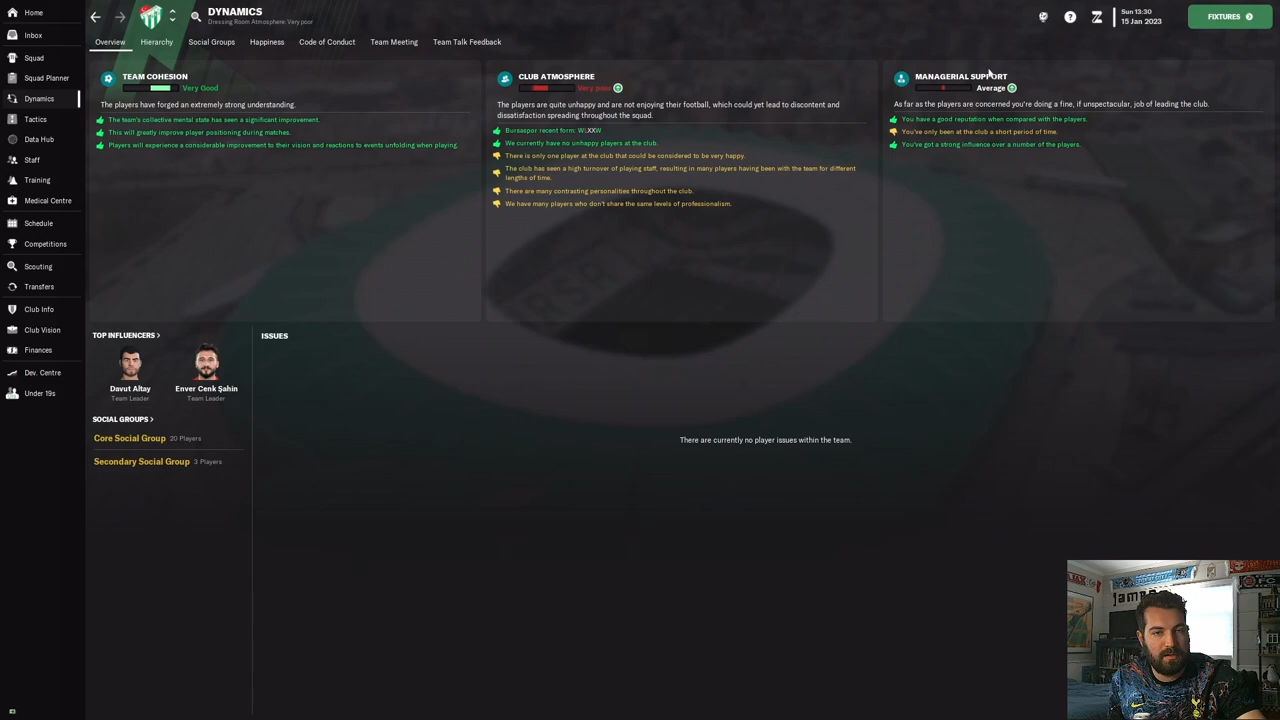 Home
Inbox
Squad
Squad Planner
Dynamics
Tactics
Data Hub
Staff
Training
Medical Centre
Schedule
Competitions
Scouting
Transfers
Club Info
Club Vision
Finances
Dev. Centre
Under 19s
DYNAMICS
Dressing Room Atmosphere: Very poor
Sun 13:30
15 Jan 2023
FIXTURES
Overview Hierarchy Social Groups Happiness Code of Conduct Team Meeting Team Talk Feedback
TEAM COHESION
Very Good
The players have forged an extremely strong understanding.
The team's collective mental state has seen a significant improvement.
This will greatly improve player positioning during matches.
Players will experience a considerable improvement to their vision and reactions to events unfolding when playing.
CLUB ATMOSPHERE
Very poor
The players are quite unhappy and are not enjoying their football, which could yet lead to discontent and
dissatisfaction spreading throughout the squad.
Bursaspor recent form: WLXXW
We currently have no unhappy players at the club.
There is only one player at the club that could be considered to be very happy.
The club has seen a high turnover of playing staff, resulting in many players having been with the team for different
lengths of time.
There are many contrasting personalities throughout the club.
We have many players who don't share the same levels of professionalism.
MANAGERIAL SUPPORT
Average
As far as the players are concerned you're doing a fine, if unspectacular, job of leading the club.
You have a good reputation when compared with the players.
You've only been at the club a short period of time.
You've got a strong influence over a number of the players.
TOP INFLUENCERS >
Davut Altay
Team Leader
Enver Cenk Şahin
Team Leader
SOCIAL GROUPS >
Core Social Group 20 Players
Secondary Social Group 3 Players
ISSUES
There are currently no player issues within the team.